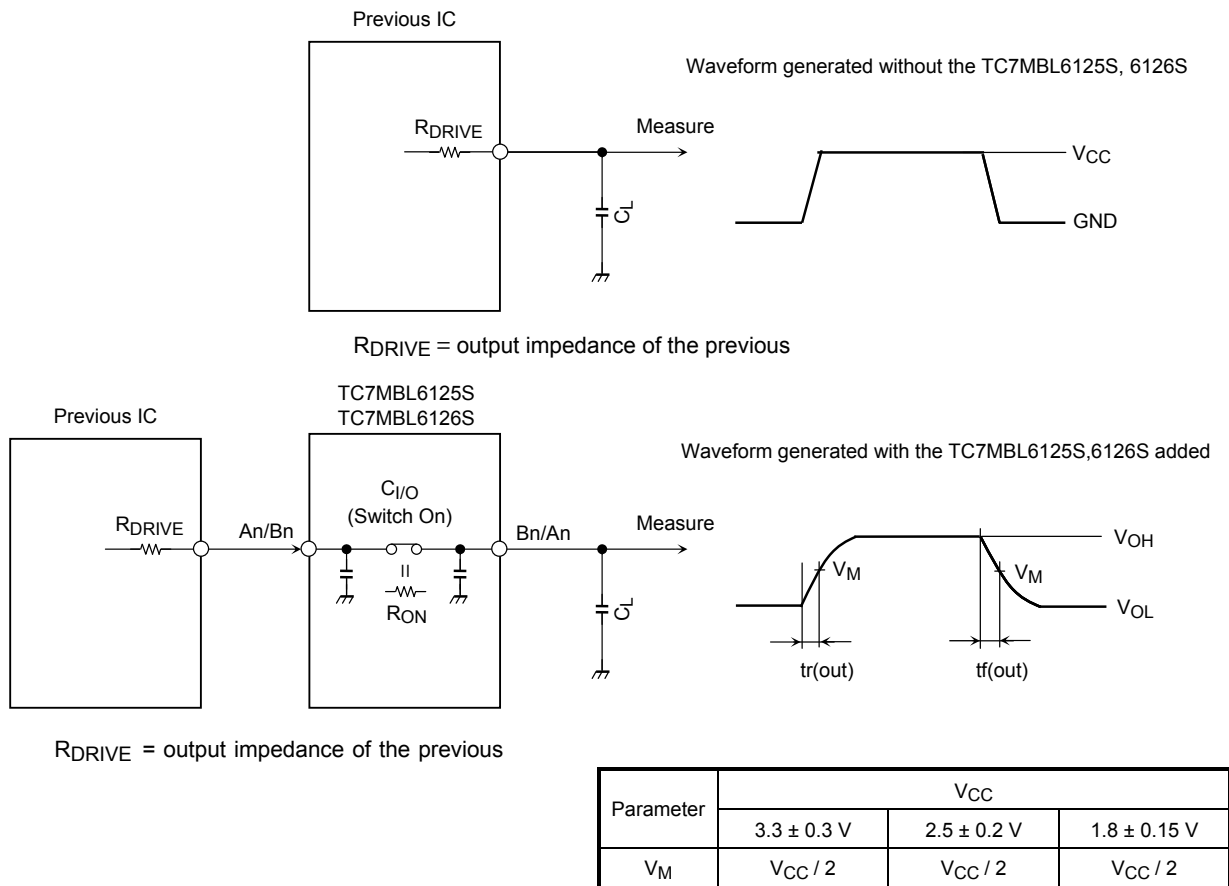 Previous IC
Waveform generated without the TC7MBL6125S, 6126S
RDRIVE
Measure
CL
VCC
GND
RDRIVE = output impedance of the previous
TC7MBL6125S
TC7MBL6126S
Previous IC
Waveform generated with the TC7MBL6125S,6126S added
CI/O
(Switch On)
RDRIVE
An/Bn
Bn/An
Measure
RON
CL
VOH
VM
VM
VOL
tr(out)
tf(out)
RDRIVE = output impedance of the previous
Parameter
VCC
3.3 ± 0.3 V
2.5 ± 0.2 V
1.8 ± 0.15 V
VM
VCC / 2
VCC / 2
VCC / 2